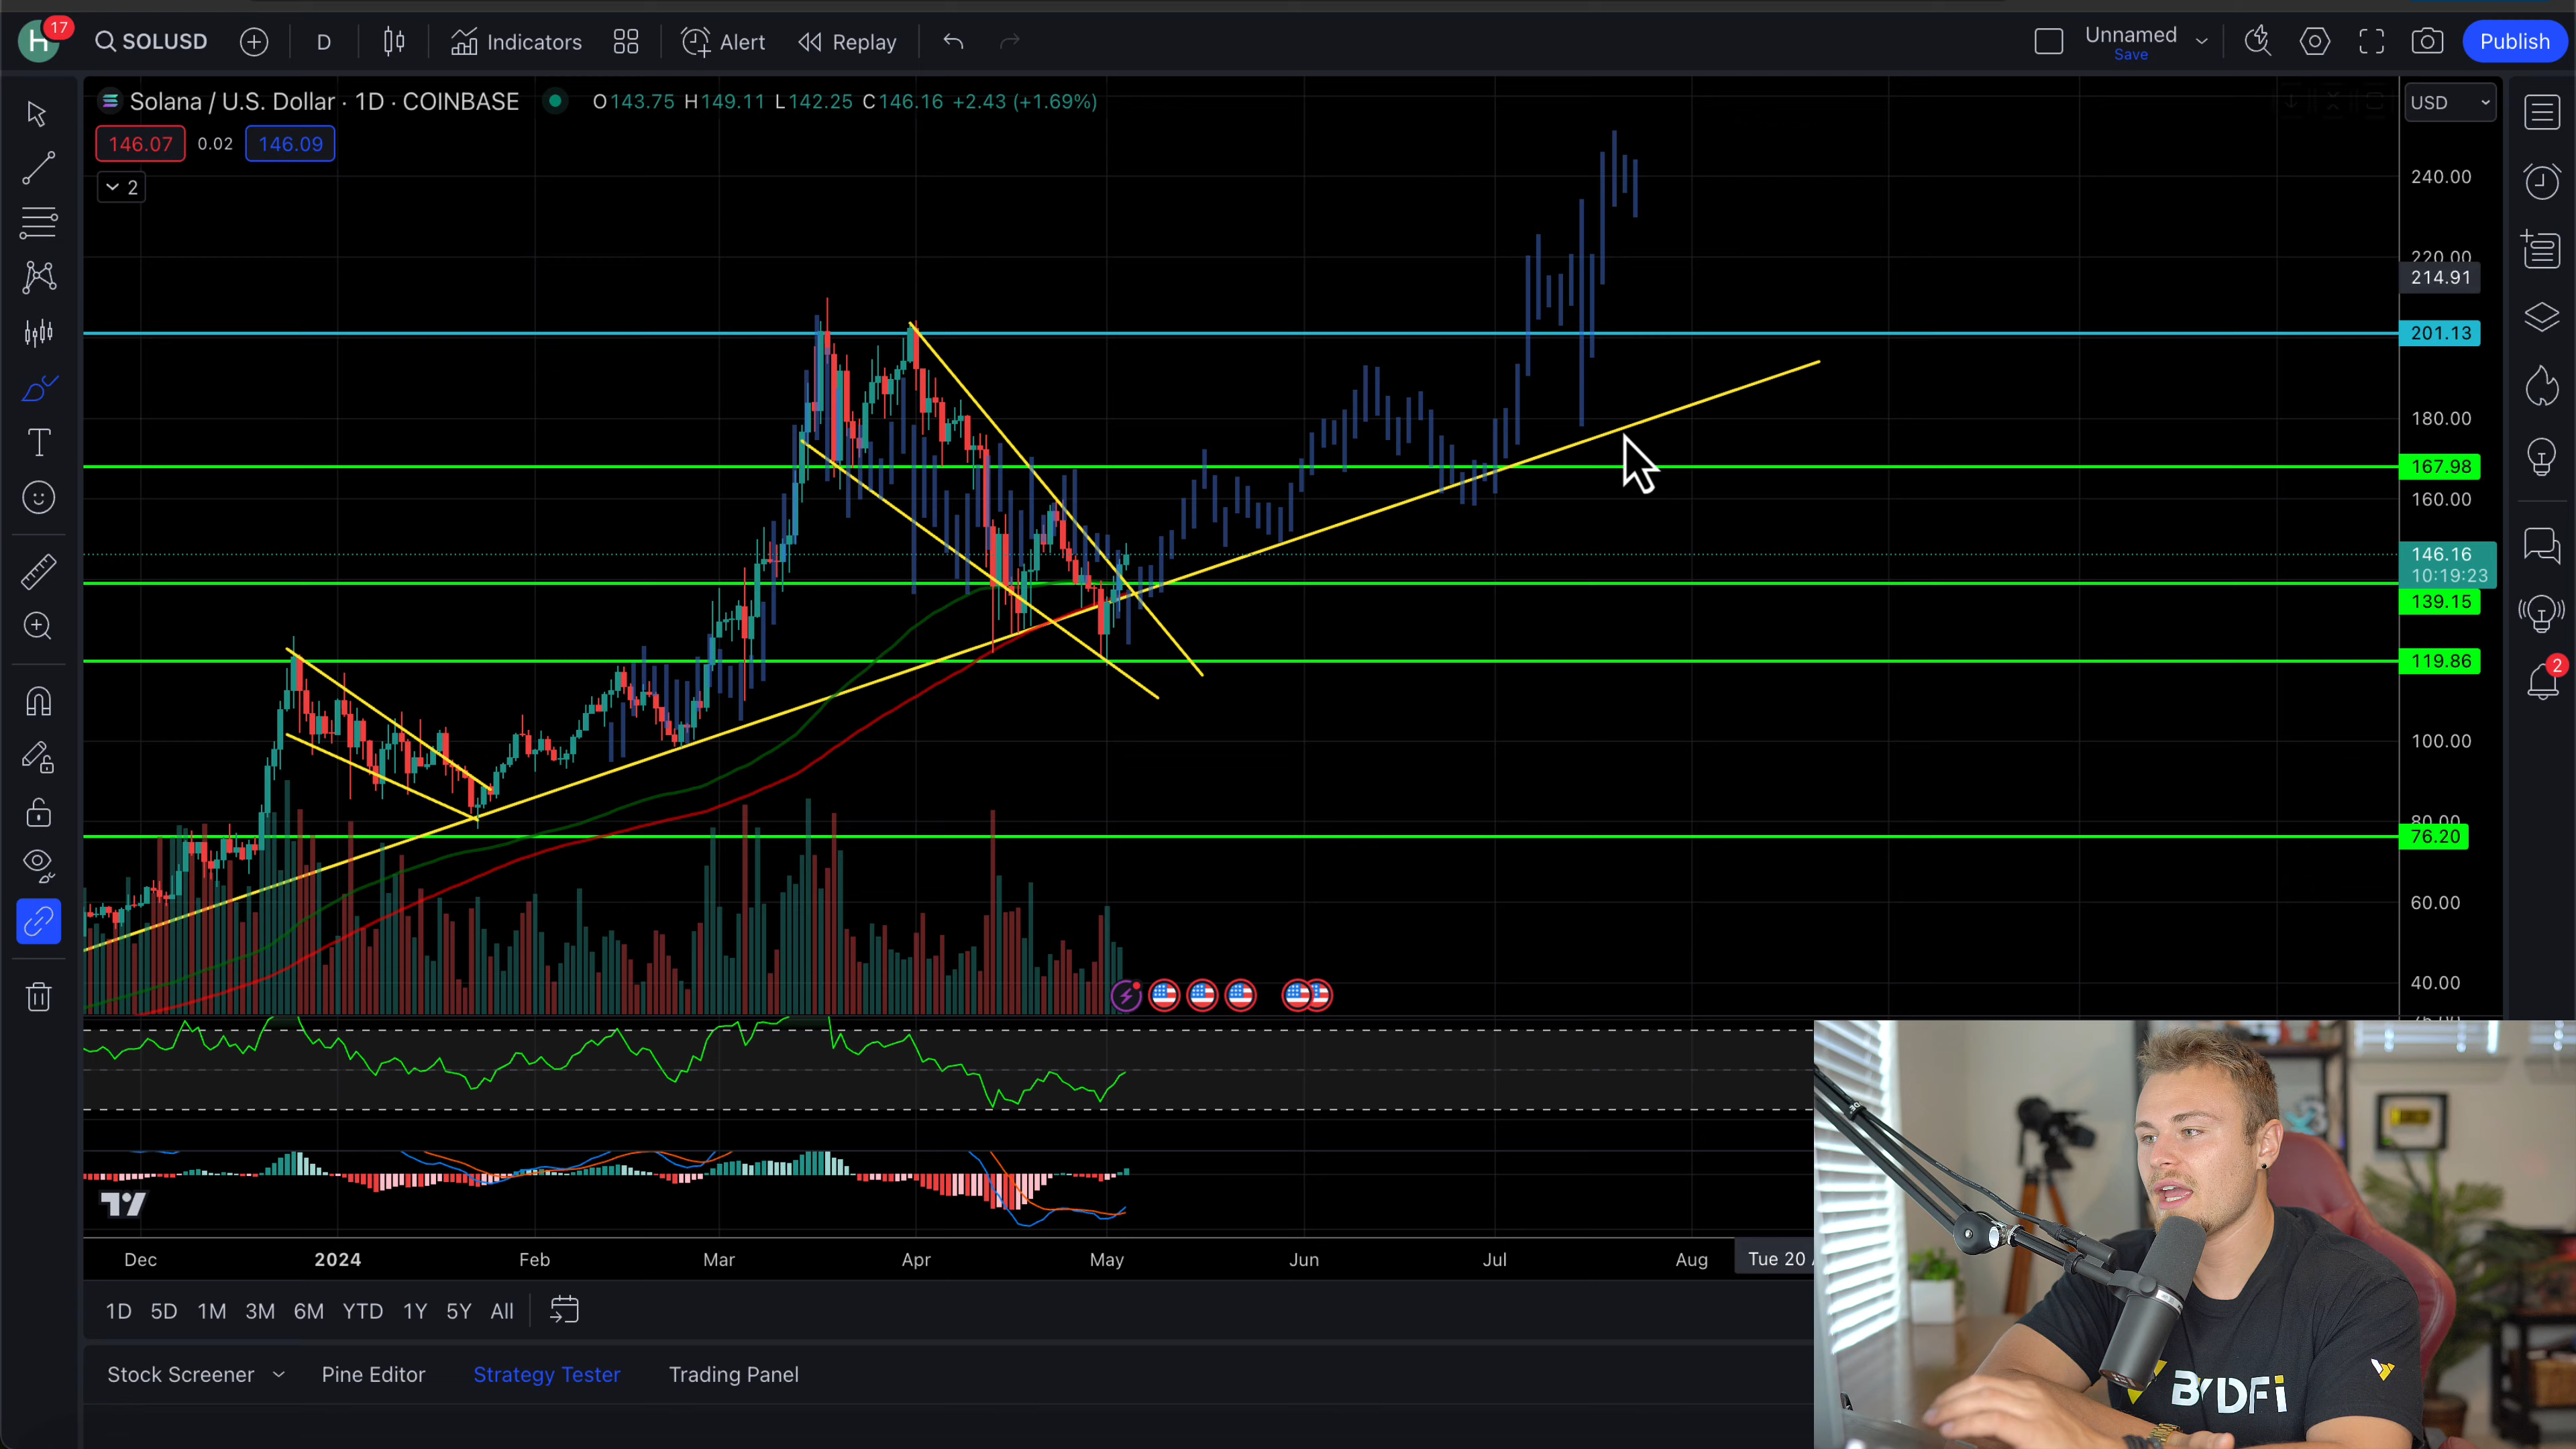 H 17 SOLUSD D Indicators Alert Replay Unnamed Publish
Save
Solana / U.S. Dollar · 1D · COINBASE O143.75 H149.11 L142.25 C146.16 +2.43 (+1.69%) USD
146.07 0.02 146.09
2
240.00
220.00
214.91
201.13
180.00
167.98
160.00
146.16
10:19:23
139.15
119.86
2
100.00
80.00
76.20
60.00
40.00
Dec 2024 Feb Mar Apr May Jun Jul Aug Tue 20
1D 5D 1M 3M 6M YTD 1Y 5Y All
Stock Screener Pine Editor Strategy Tester Trading Panel
BYDFi